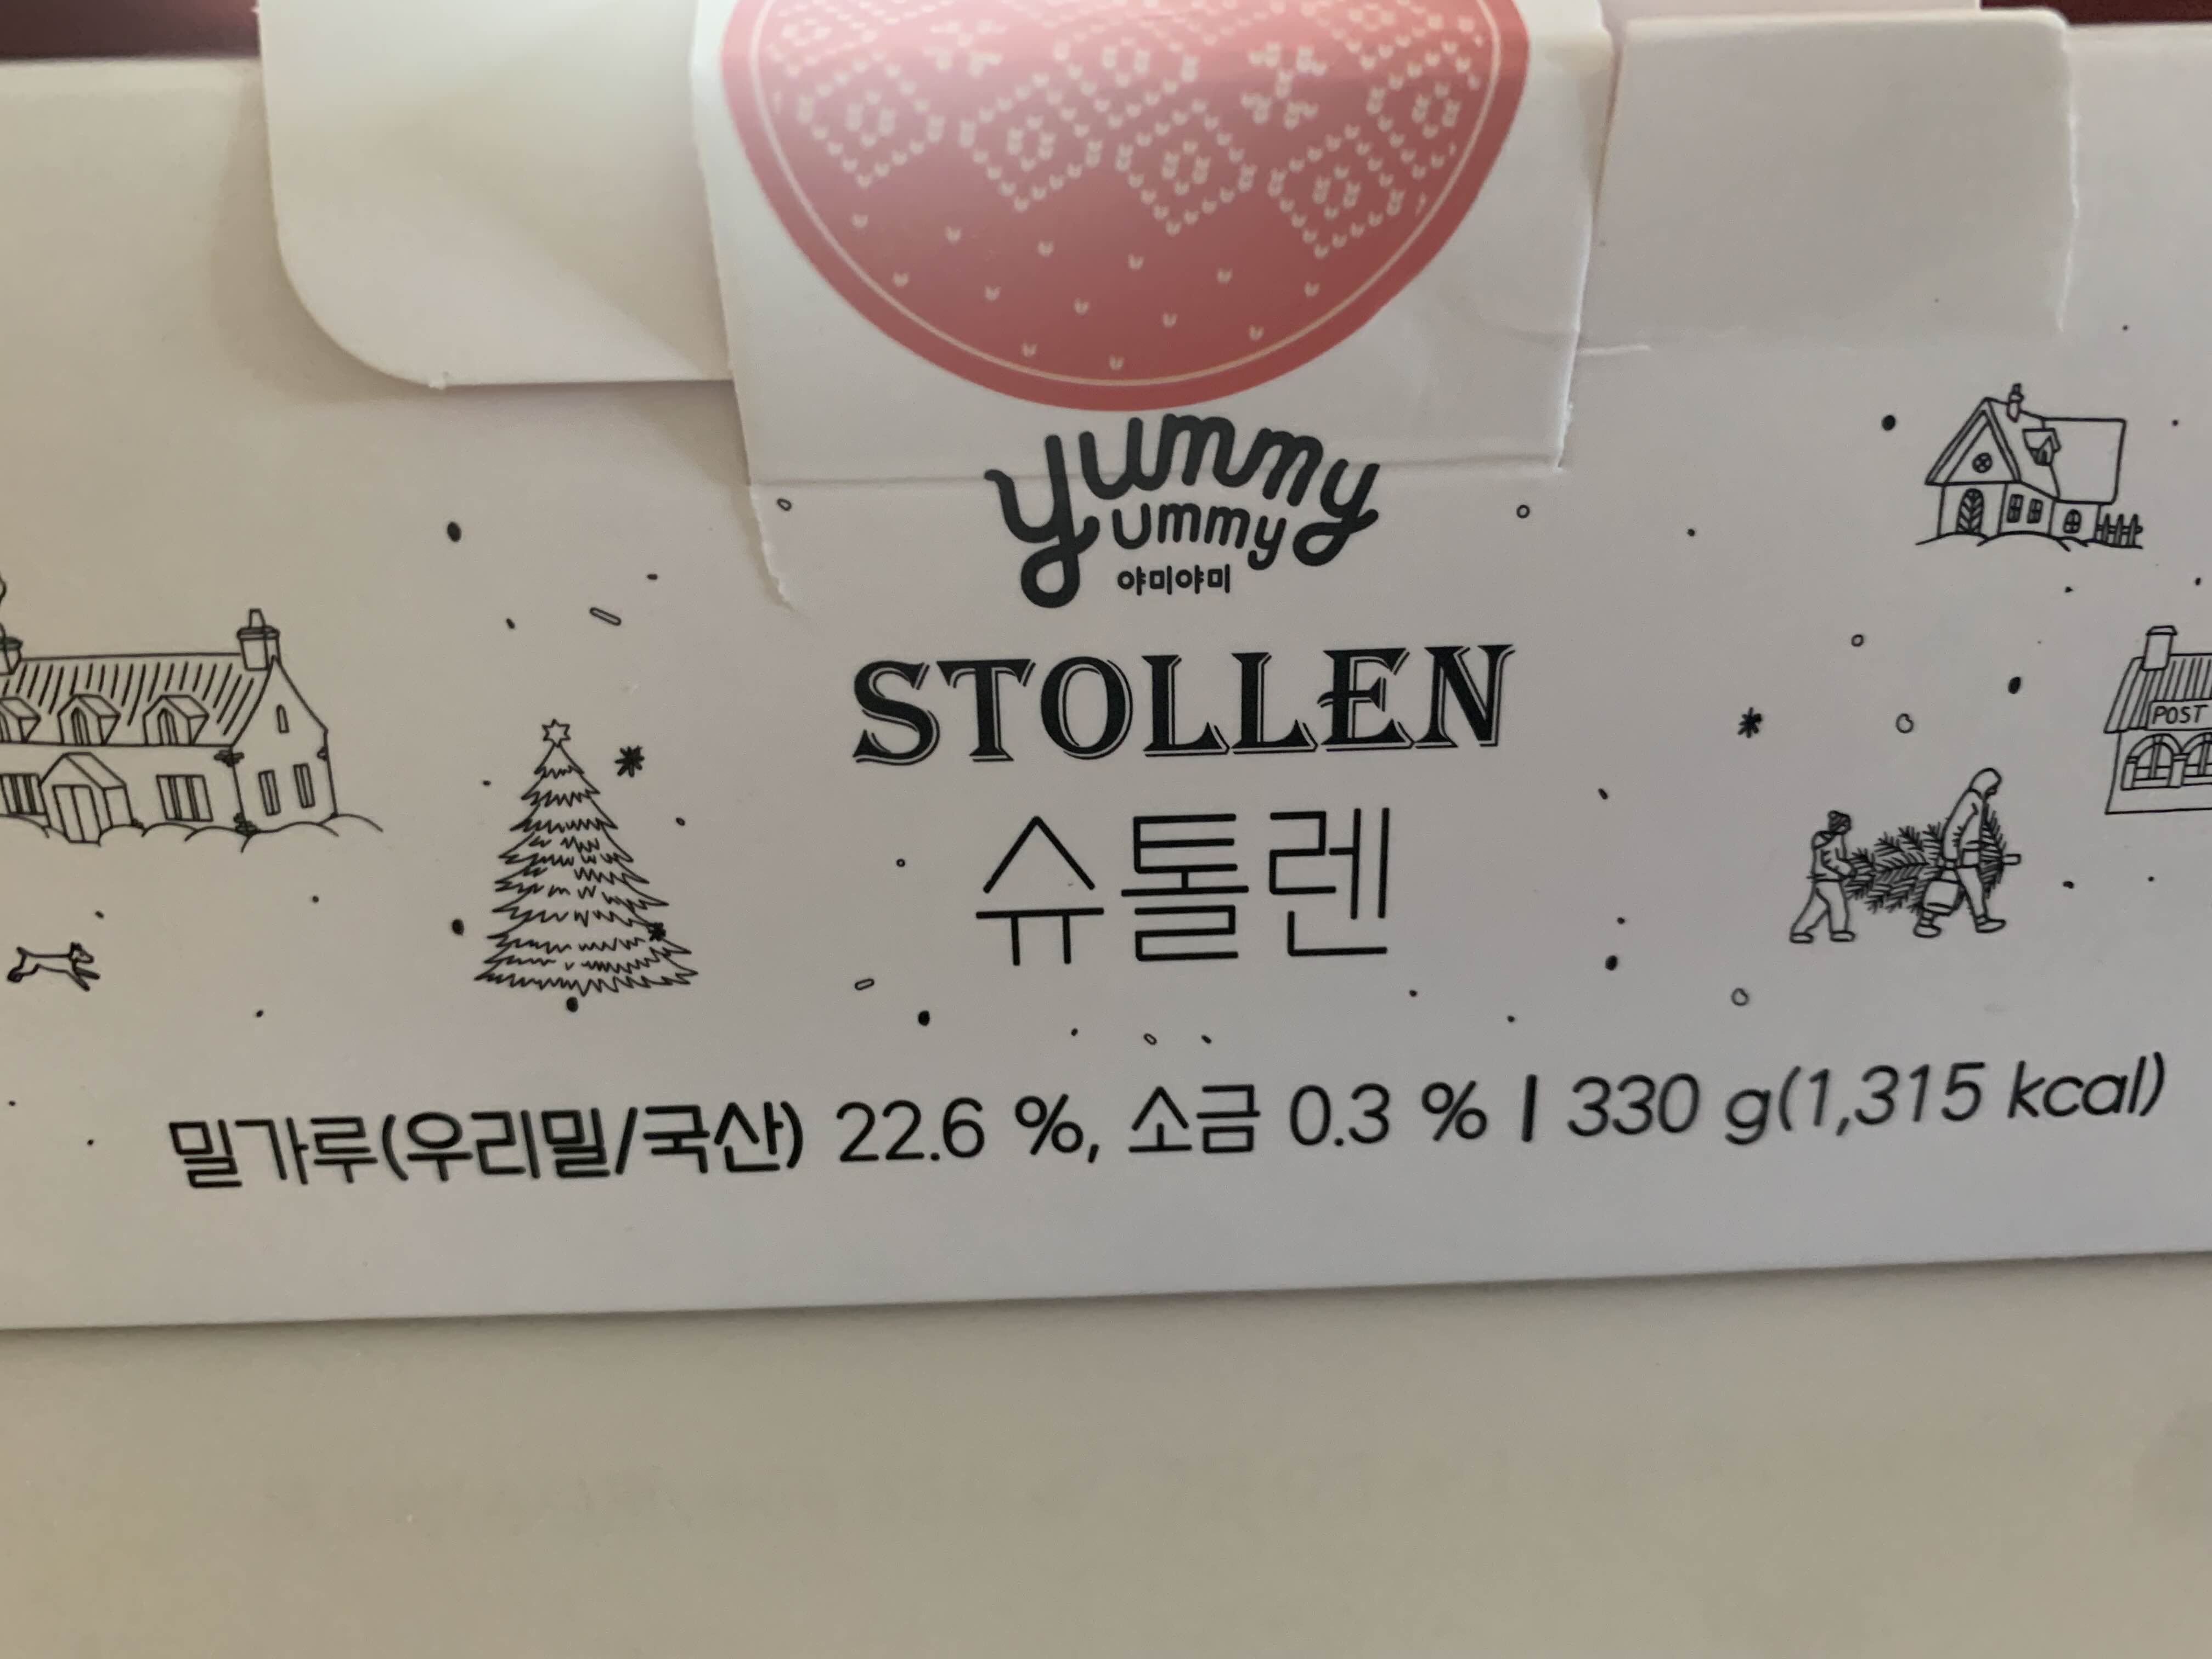 yummy
yummy
야미야미
STOLLEN
슈톨렌
POST
밀가루(우리밀/국산) 22.6 %, 소금 0.3 % | 330 g(1,315 kcal)